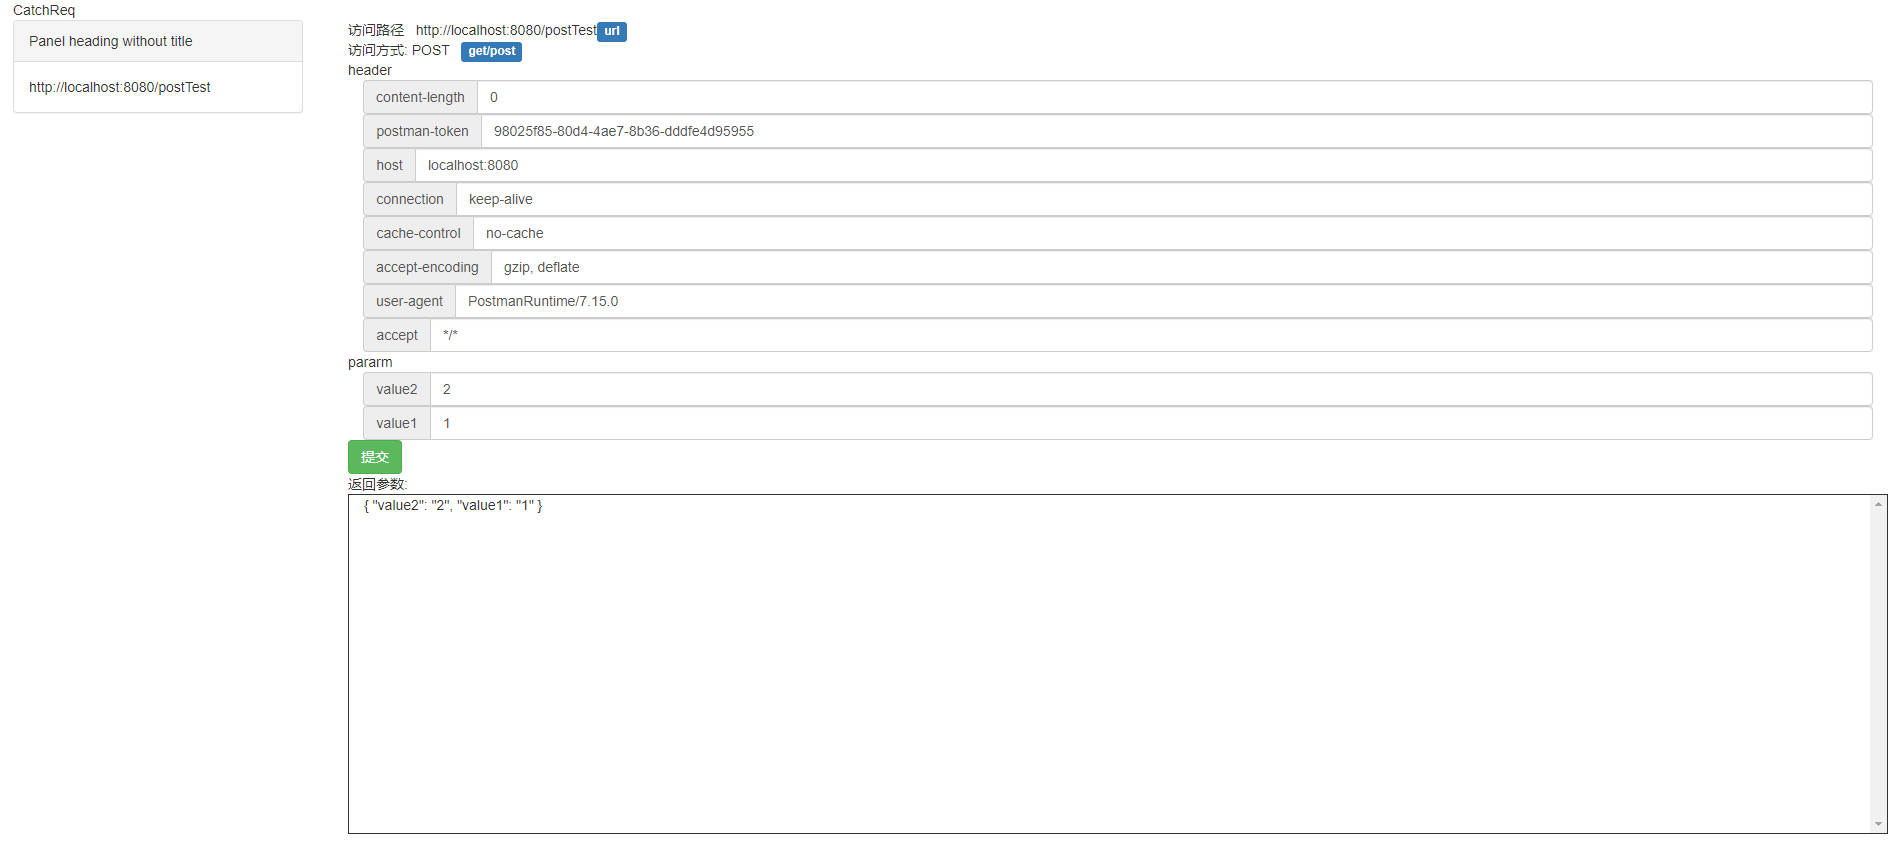 CatchReq
Panel heading without title
http://localhost:8080/postTest
访问路径 http://localhost:8080/postTest url
访问方式: POST get/post
header
content-length 0
postman-token 98025f85-80d4-4ae7-8b36-dddfe4d95955
host localhost:8080
connection keep-alive
cache-control no-cache
accept-encoding gzip, deflate
user-agent PostmanRuntime/7.15.0
accept */*
pararm
value2 2
value1 1
提交
返回参数:
{ "value2": "2", "value1": "1" }